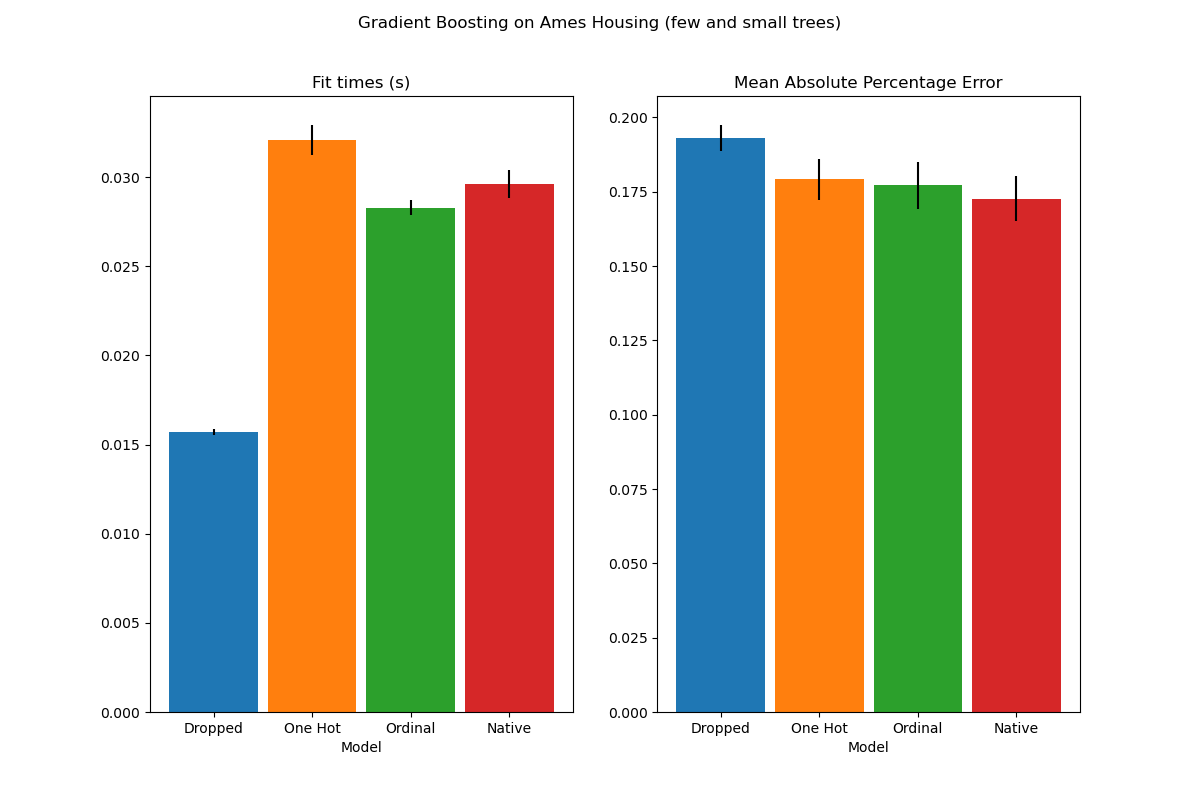 Gradient Boosting on Ames Housing (few and small trees)
Fit times (s)
0.030
0.025
0.020
0.015
0.010
0.005
0.000
Dropped One Hot Ordinal Native
Model
Mean Absolute Percentage Error
0.200
0.175
0.150
0.125
0.100
0.075
0.050
0.025
0.000
Dropped One Hot Ordinal Native
Model